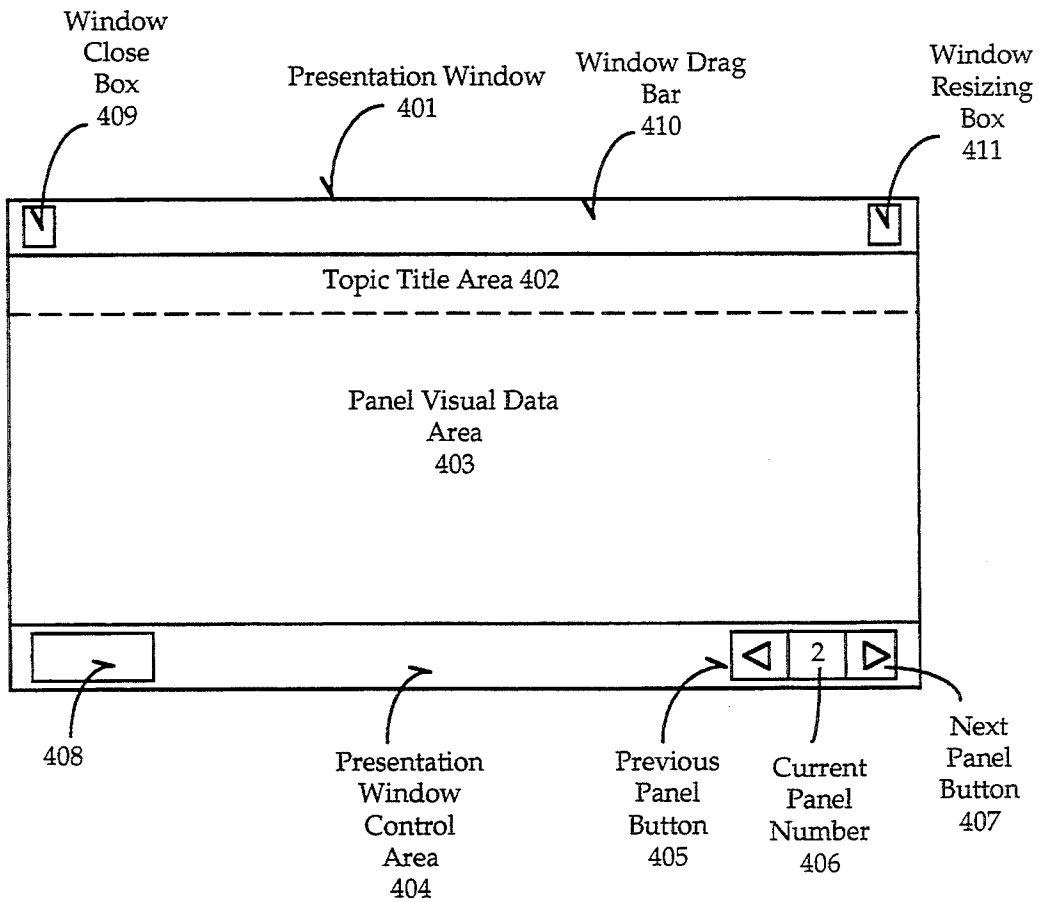 Window
Close
Box
409
Presentation Window
401
Window Drag
Bar
410
Window
Resizing
Box
411
Topic Title Area 402
Panel Visual Data
Area
403
2
408
Presentation
Window
Control
Area
404
Previous
Panel
Button
405
Current
Panel
Number
406
Next
Panel
Button
407